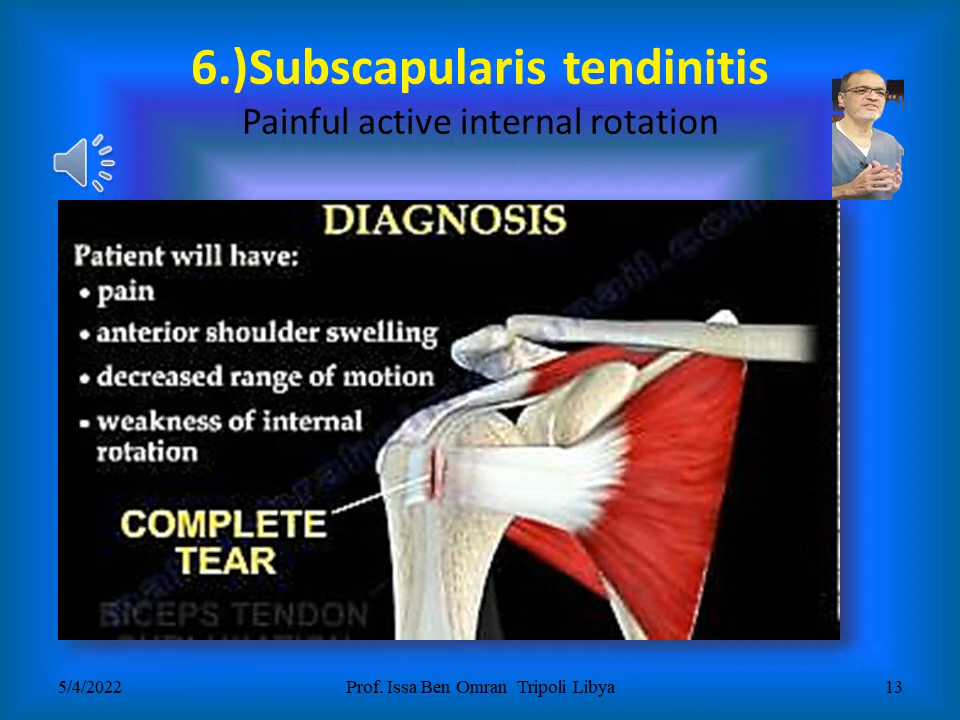 6.)Subscapularis tendinitis
Painful active internal rotation
DIAGNOSIS
Patient will have:
• pain
• anterior shoulder swelling
• decreased range of motion
▪ weakness of internal
rotation
COMPLETE
TEAR
BICEPS TENDON
5/4/2022
Prof. Issa Ben Omran Tripoli Libya
13